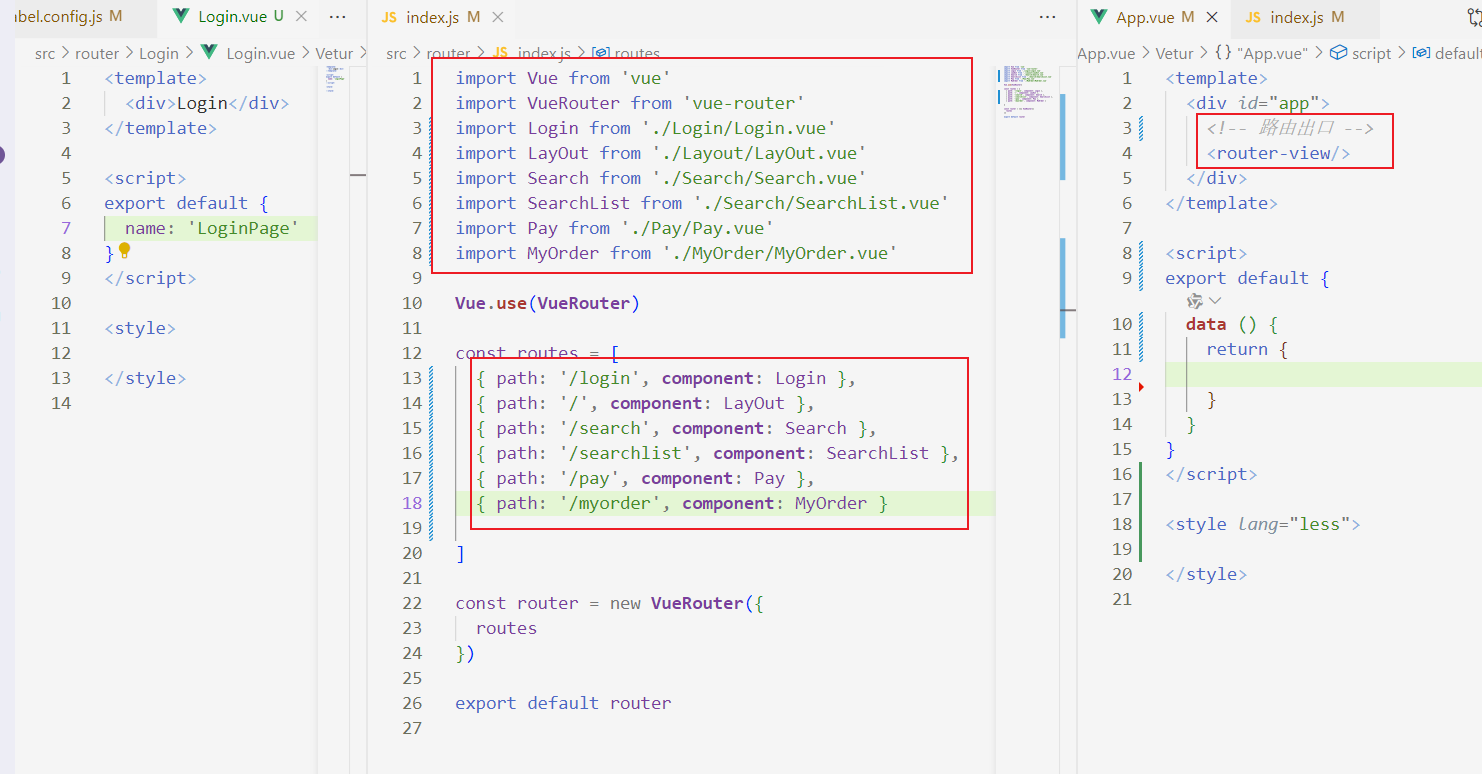 abel.config.js M
Login.vue U
src > router > Login > Login.vue > Vetur >
1 <template>
2 <div>Login</div>
3 </template>
4
5 <script>
6 export default {
7 name: 'LoginPage'
8 }
9 </script>
10
11 <style>
12
13 </style>
14
JS index.js M
src > router > JS index.js > routes
1 import Vue from 'vue'
2 import VueRouter from 'vue-router'
3 import Login from './Login/Login.vue'
4 import LayOut from './Layout/LayOut.vue'
5 import Search from './Search/Search.vue'
6 import SearchList from './Search/SearchList.vue'
7 import Pay from './Pay/Pay.vue'
8 import MyOrder from './MyOrder/MyOrder.vue'
9
10 Vue.use(VueRouter)
11
12 const routes = [
13 { path: '/login', component: Login },
14 { path: '/', component: LayOut },
15 { path: '/search', component: Search },
16 { path: '/searchlist', component: SearchList },
17 { path: '/pay', component: Pay },
18 { path: '/myorder', component: MyOrder }
19
20 ]
21
22 const router = new VueRouter({
23 routes
24 })
25
26 export default router
27
App.vue M
JS index.js M
App.vue > Vetur > {} "App.vue" > script > default
1 <template>
2 <div id="app">
3 <!-- 路由出口 -->
4 <router-view/>
5 </div>
6 </template>
7
8 <script>
9 export default {
10 data () {
11 return {
12
13 }
14 }
15 }
16 </script>
17
18 <style lang="less">
19
20 </style>
21